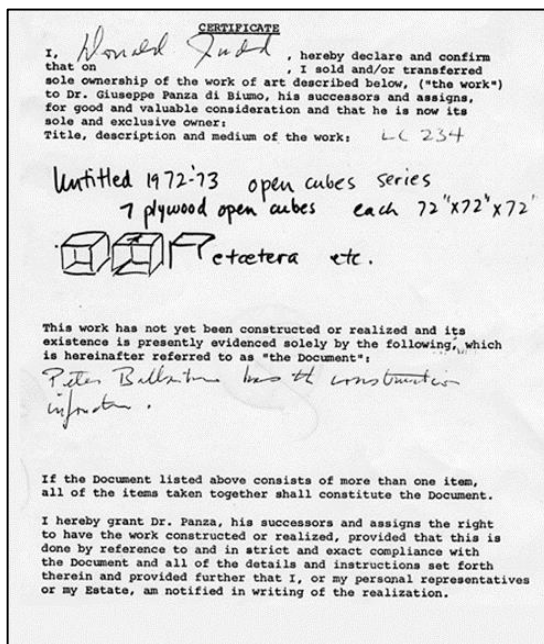 CERTIFICATE
I, Donald Judd, hereby declare and confirm
that on , I sold and/or transferred
sole ownership of the work of art described below, ("the work")
to Dr. Giuseppe Panza di Biumo, his successors and assigns,
for good and valuable consideration and that he is now its
sole and exclusive owner:
Title, description and medium of the work: LC 234
Untitled 1972-'73 open cubes series
7 plywood open cubes each 72"x72"x72"
etcetera etc.
This work has not yet been constructed or realized and its
existence is presently evidenced solely by the following, which
is hereinafter referred to as "the Document":
Peter Ballantine has the construction
information.
If the Document listed above consists of more than one item,
all of the items taken together shall constitute the Document.
I hereby grant Dr. Panza, his successors and assigns the right
to have the work constructed or realized, provided that this is
done by reference to and in strict and exact compliance with
the Document and all of the details and instructions set forth
therein and provided further that I, or my personal representatives
or my Estate, am notified in writing of the realization.